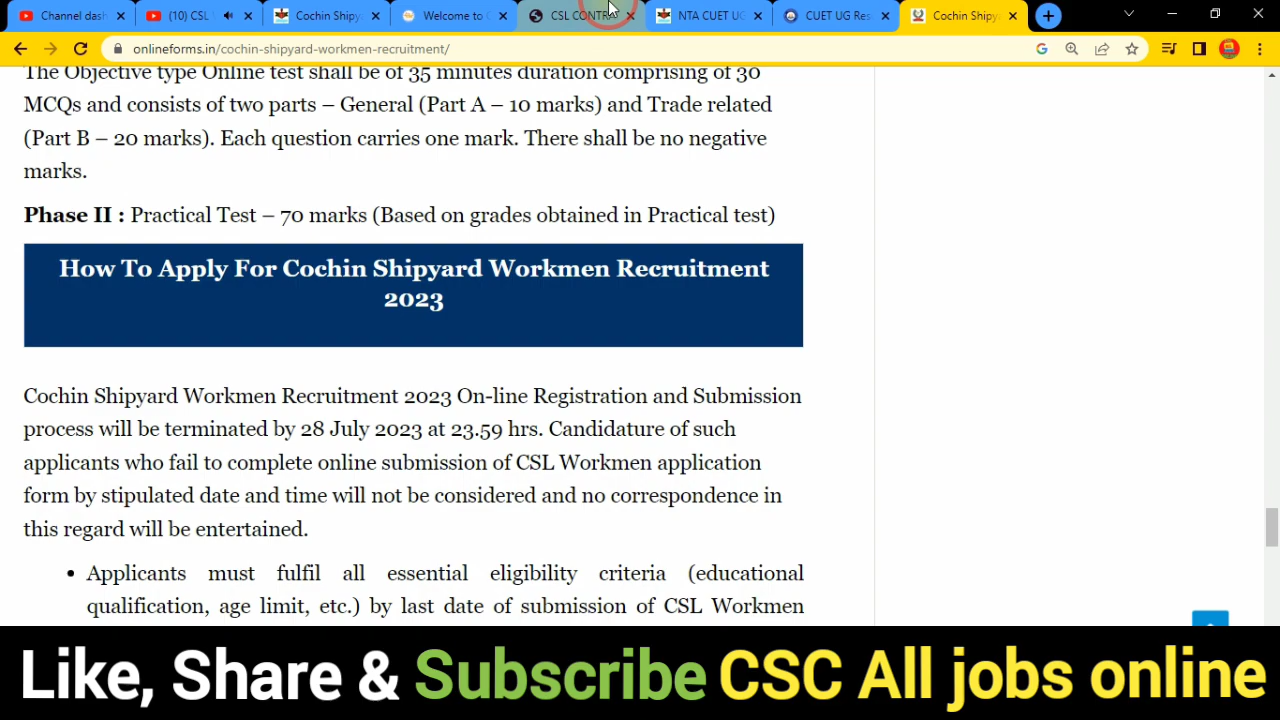 Channel dash
(10) CSL
Cochin Shipy
Welcome to C
CSL CONTRA
NTA CUET UG
CUET UG Res
Cochin Shipy
onlineforms.in/cochin-shipyard-workmen-recruitment/
The Objective type Online test shall be of 35 minutes duration comprising of 30
MCQs and consists of two parts – General (Part A – 10 marks) and Trade related
(Part B – 20 marks). Each question carries one mark. There shall be no negative
marks.
Phase II : Practical Test – 70 marks (Based on grades obtained in Practical test)
How To Apply For Cochin Shipyard Workmen Recruitment
2023
Cochin Shipyard Workmen Recruitment 2023 On-line Registration and Submission
process will be terminated by 28 July 2023 at 23.59 hrs. Candidature of such
applicants who fail to complete online submission of CSL Workmen application
form by stipulated date and time will not be considered and no correspondence in
this regard will be entertained.
• Applicants must fulfil all essential eligibility criteria (educational
qualification, age limit, etc.) by last date of submission of CSL Workmen
Like, Share & Subscribe CSC All jobs online